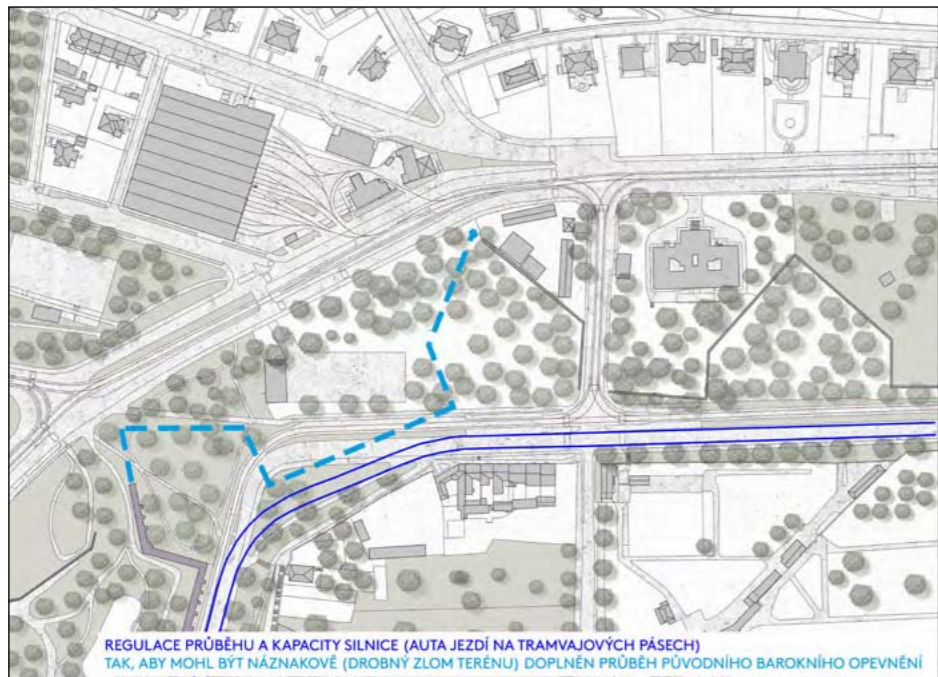 REGULACE PRŮBĚHU A KAPACITY SILNICE (AUTA JEZDÍ NA TRAMVAJOVÝCH PÁSECH)
TAK, ABY MOHL BÝT NÁZNAKOVĚ (DROBNÝ ZLOM TERÉNU) DOPLNĚN PRŮBĚH PŮVODNÍHO BAROKNÍHO OPEVNĚNÍ